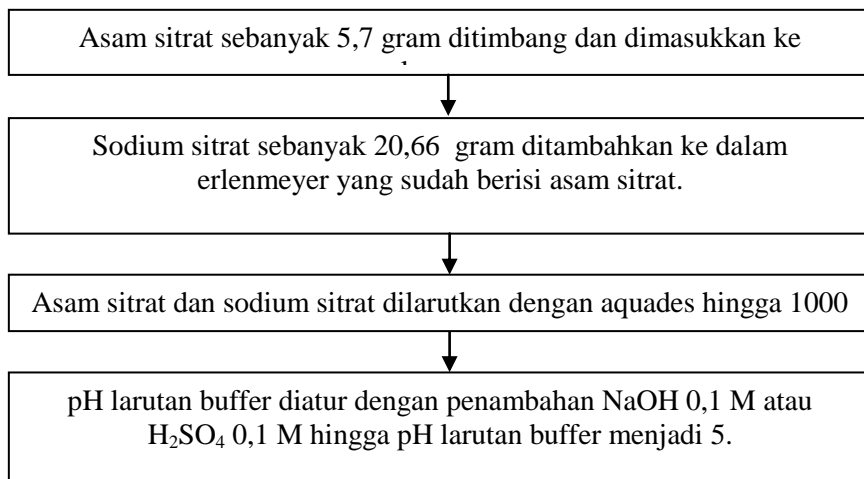 Asam sitrat sebanyak 5,7 gram ditimbang dan dimasukkan ke
Sodium sitrat sebanyak 20,66 gram ditambahkan ke dalam
erlenmeyer yang sudah berisi asam sitrat.
Asam sitrat dan sodium sitrat dilarutkan dengan aquades hingga 1000
pH larutan buffer diatur dengan penambahan NaOH 0,1 M atau
H₂SO₄ 0,1 M hingga pH larutan buffer menjadi 5.